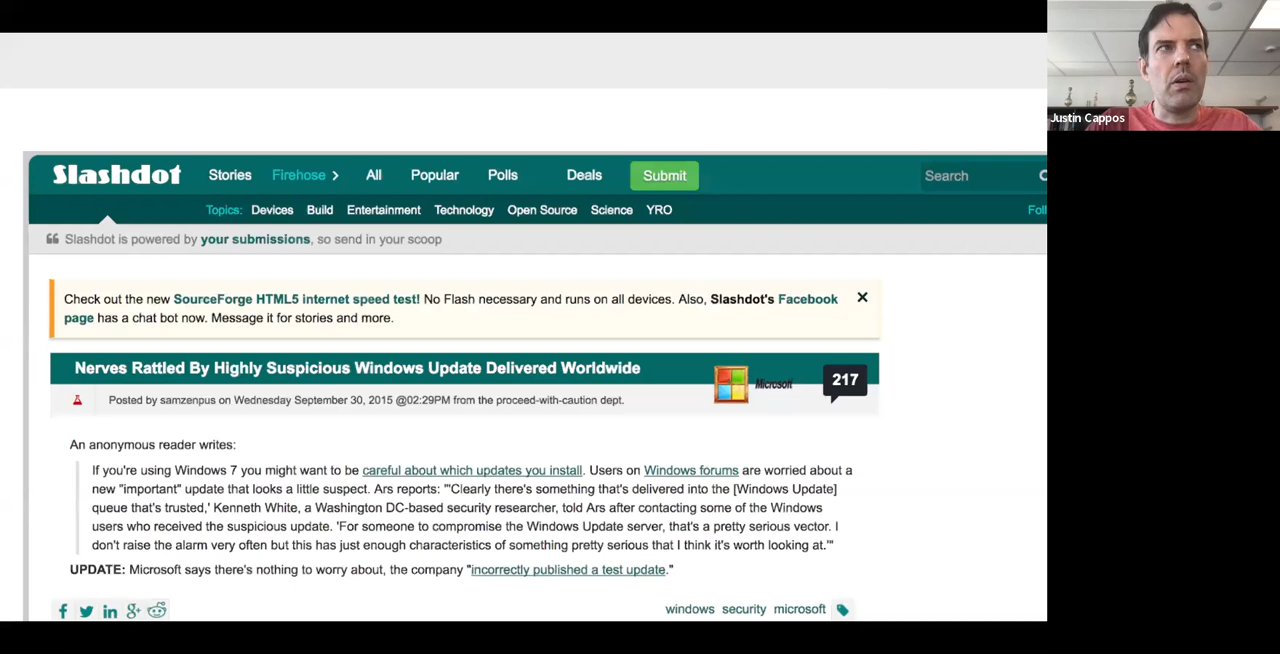 Justin Cappos
Slashdot Stories Firehose All Popular Polls Deals Submit Search
Topics: Devices Build Entertainment Technology Open Source Science YRO Foll
Slashdot is powered by your submissions, so send in your scoop
Check out the new SourceForge HTML5 internet speed test! No Flash necessary and runs on all devices. Also, Slashdot's Facebook
page has a chat bot now. Message it for stories and more.
Nerves Rattled By Highly Suspicious Windows Update Delivered Worldwide
Microsoft 217
Posted by samzenpus on Wednesday September 30, 2015 @02:29PM from the proceed-with-caution dept.
An anonymous reader writes:
If you're using Windows 7 you might want to be careful about which updates you install. Users on Windows forums are worried about a
new "important" update that looks a little suspect. Ars reports: "'Clearly there's something that's delivered into the [Windows Update]
queue that's trusted,' Kenneth White, a Washington DC-based security researcher, told Ars after contacting some of the Windows
users who received the suspicious update. 'For someone to compromise the Windows Update server, that's a pretty serious vector. I
don't raise the alarm very often but this has just enough characteristics of something pretty serious that I think it's worth looking at.'"
UPDATE: Microsoft says there's nothing to worry about, the company "incorrectly published a test update."
windows security microsoft